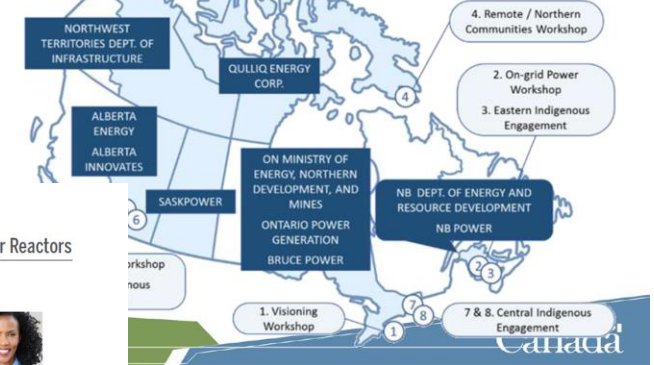 4. Remote / Northern
Communities Workshop
NORTHWEST
TERRITORIES DEPT. OF
INFRASTRUCTURE
QULLIQ ENERGY
CORP.
4
2. On-grid Power
Workshop
3. Eastern Indigenous
Engagement
ALBERTA
ENERGY
ALBERTA
INNOVATES
ON MINISTRY OF
ENERGY, NORTHERN
DEVELOPMENT, AND
MINES
ONTARIO POWER
GENERATION
BRUCE POWER
SASKPOWER
NB DEPT. OF ENERGY AND
RESOURCE DEVELOPMENT
NB POWER
6
Reactors
2
3
1. Visioning
Workshop
1
7
8
7 & 8. Central Indigenous
Engagement
Canada